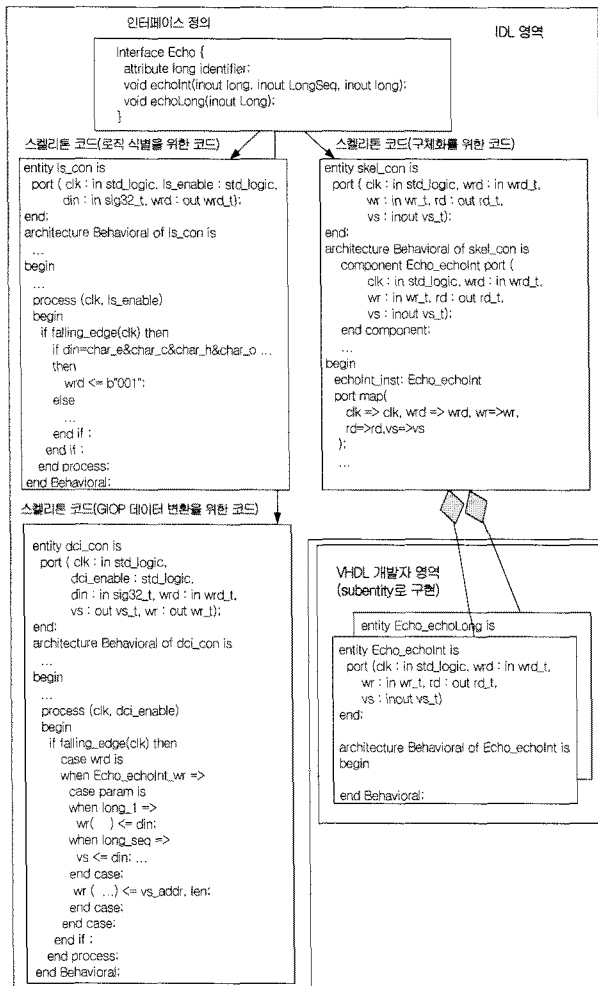 인터페이스 정의
IDL 영역
Interface Echo {
attribute long identifier;
void echoInt(inout long, inout LongSeq, inout long);
void echoLong(inout Long);
}
스켈리톤 코드(로직 식별을 위한 코드)
entity ls_con is
port ( clk : in std_logic, ls_enable : std_logic,
din : in sig32_t, wrd : out wrd_t);
end;
architecture Behavioral of ls_con is
...
begin
...
process (clk, ls_enable)
begin
if falling_edge(clk) then
if din=char_e&char_c&char_h&char_o ...
then
wrd <= b"001";
else
...
end if ;
end if ;
end process;
end Behavioral;
스켈리톤 코드(구체화를 위한 코드)
entity skel_con is
port ( clk : in std_logic, wrd : in wrd_t,
wr : in wr_t, rd : out rd_t,
vs : inout vs_t);
end;
architecture Behavioral of skel_con is
component Echo_echoInt port (
clk : in std_logic, wrd : in wrd_t,
wr : in wr_t, rd : out rd_t,
vs : inout vs_t);
end component;
...
begin
echoInt_inst: Echo_echoInt
port map(
clk => clk, wrd => wrd, wr=>wr,
rd=>rd,vs=>vs
);
...
스켈리톤 코드(GIOP 데이터 변환을 위한 코드)
entity dci_con is
port ( clk : in std_logic,
dci_enable : std_logic,
din : in sig32_t, wrd : in wrd_t,
vs : out vs_t, wr : out wr_t);
end;
architecture Behavioral of dci_con is
...
begin
...
process (clk, dci_enable)
begin
if falling_edge(clk) then
case wrd is
when Echo_echoInt_wr =>
case param is
when long_1 =>
wr( ) <= din;
when long_seq =>
vs <= din; ...
end case;
wr ( ...) <= vs_addr, len;
end case;
end case;
end if ;
end process;
end Behavioral;
VHDL 개발자 영역
(subentity로 구현)
entity Echo_echoLong is
entity Echo_echoInt is
port (clk : in std_logic, wrd : in wrd_t,
wr : in wr_t, rd : out rd_t,
vs : inout vs_t)
end;
architecture Behavioral of Echo_echoInt is
begin
end Behavioral;